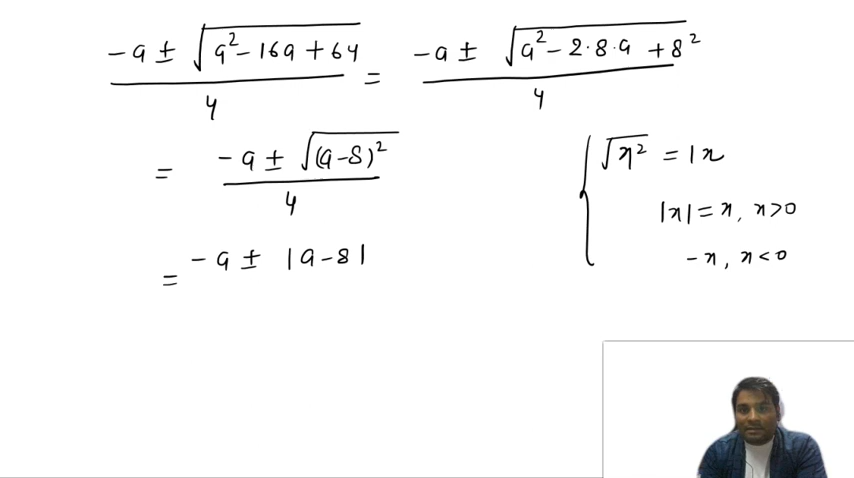 (-a ± √(a² - 16a + 64))/4 = (-a ± √(a² - 2·8·a + 8²))/4
= (-a ± √((a-8)²))/4
√x² = |x
|x| = x, x>0
= -a ± |a-8|
-x, x<0